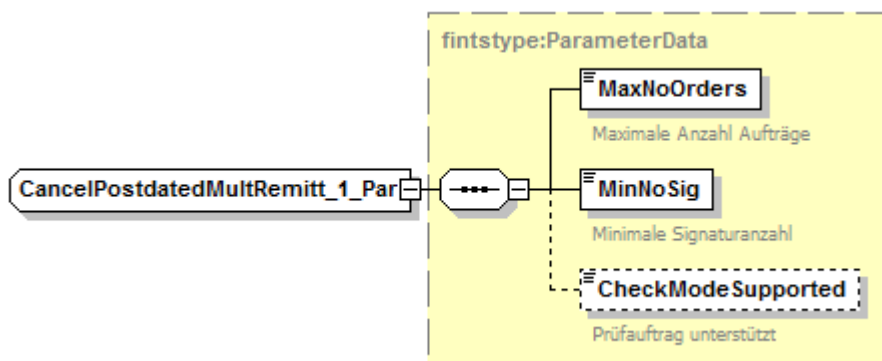 fintstype:ParameterData
MaxNoOrders
Maximale Anzahl Aufträge
CancelPostdatedMultRemitt_1_Par
MinNoSig
Minimale Signaturanzahl
CheckModeSupported
Prüfauftrag unterstützt